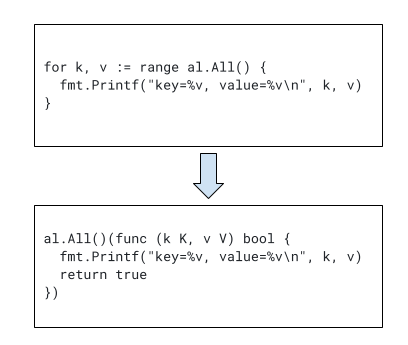 for k, v := range al.All() {
  fmt.Printf("key=%v, value=%v\n", k, v)
}
al.All()(func (k K, v V) bool {
  fmt.Printf("key=%v, value=%v\n", k, v)
  return true
})